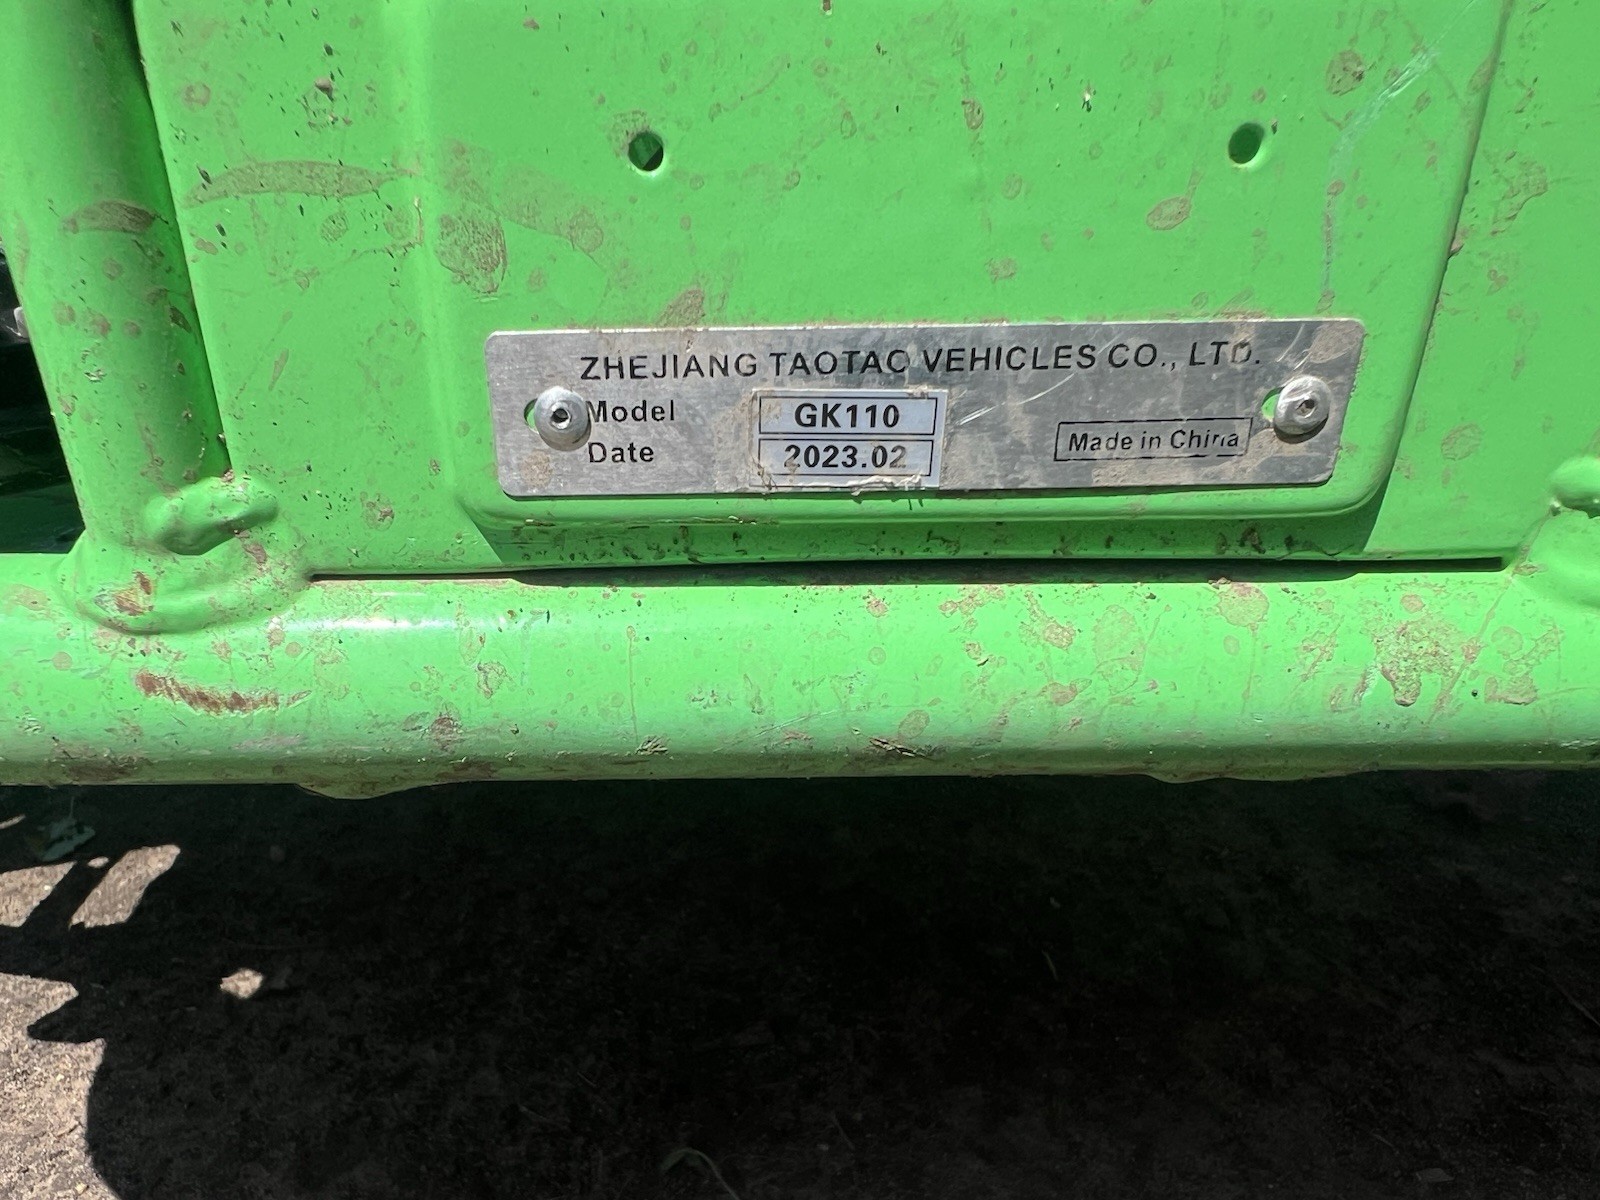 ZHEJIANG TAOTAO VEHICLES CO., LTD.
Model GK110
Date 2023.02
Made in China